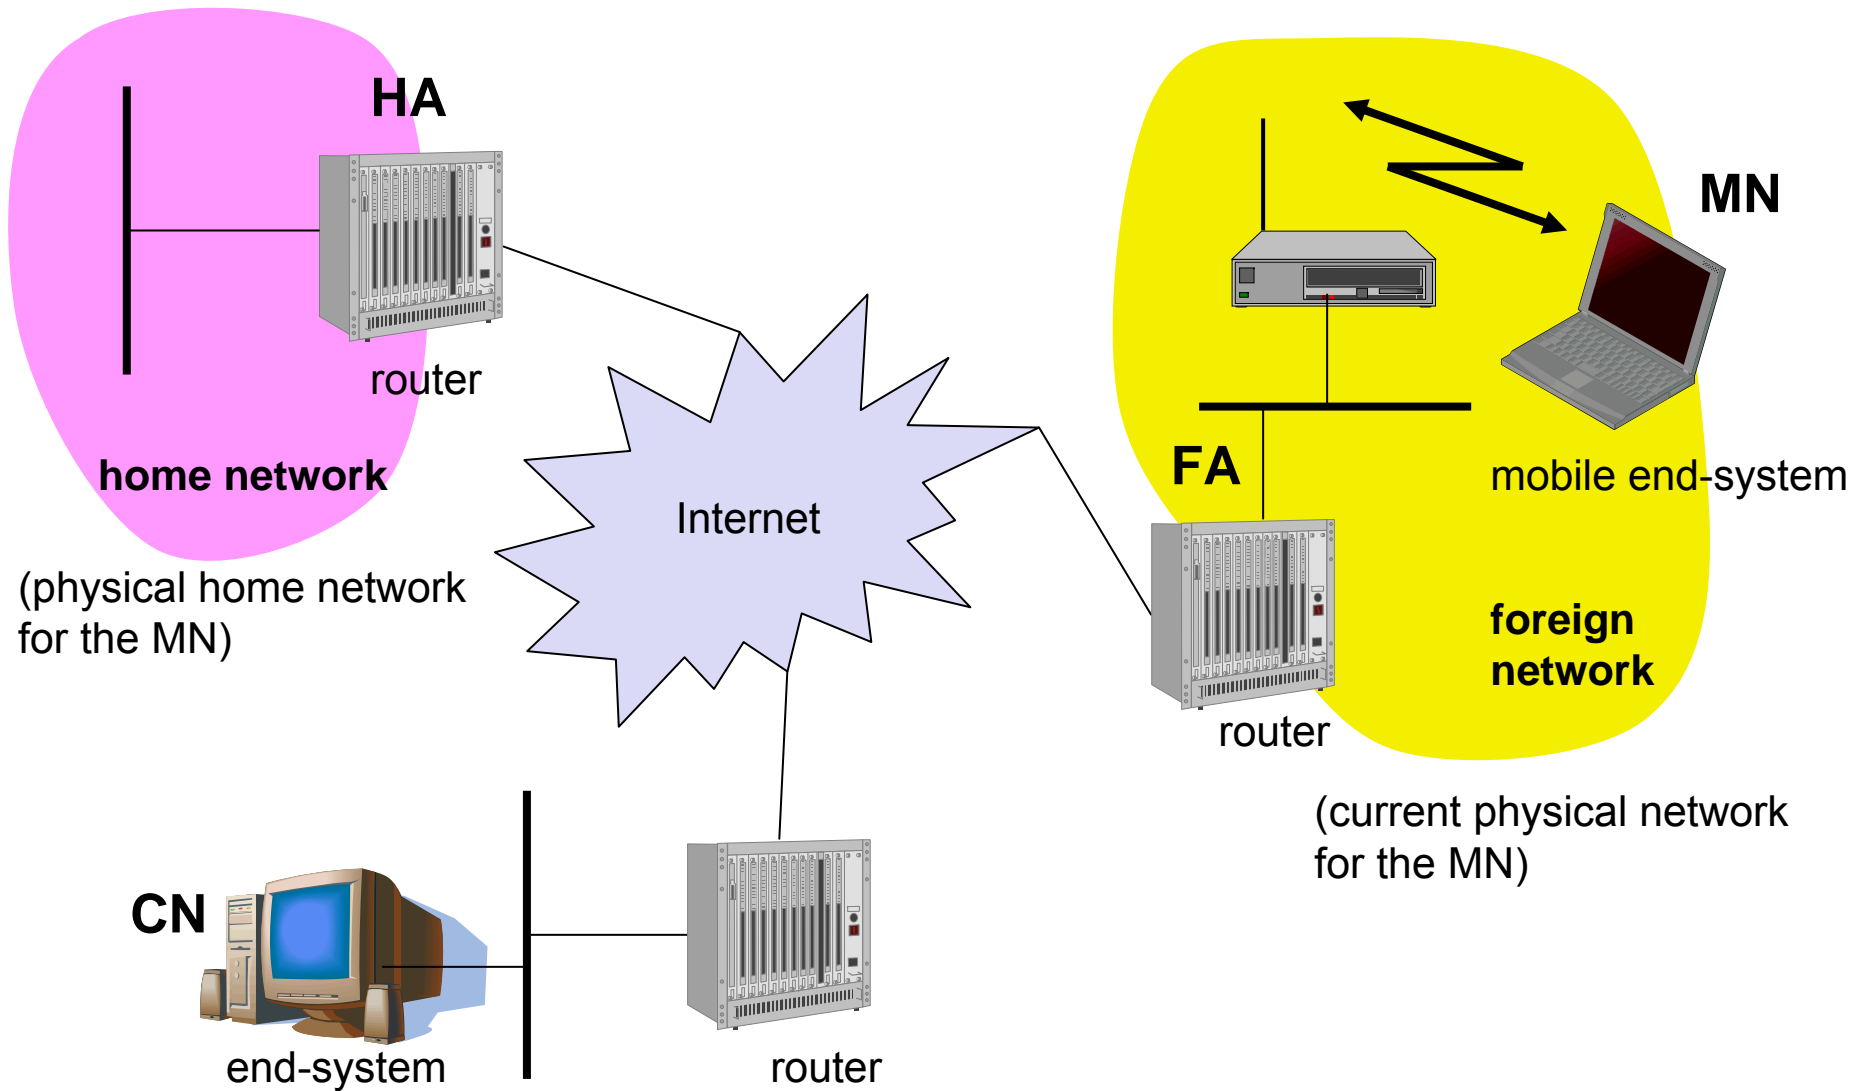 HA
router
home network
(physical home network
for the MN)
Internet
MN
mobile end-system
FA
router
foreign
network
(current physical network
for the MN)
CN
end-system
router